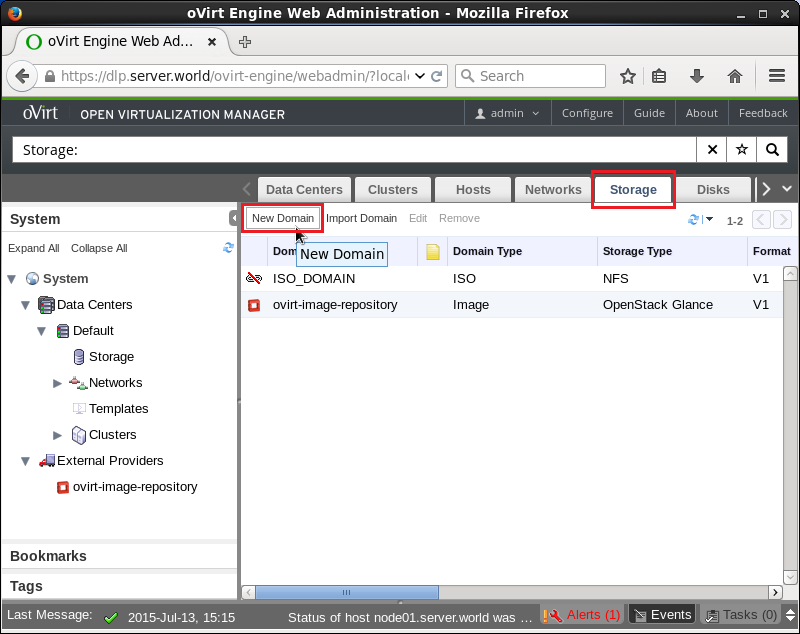 oVirt Engine Web Administration - Mozilla Firefox
oVirt Engine Web Ad...
https://dlp.server.world/ovirt-engine/webadmin/?local
Search
oVirt OPEN VIRTUALIZATION MANAGER
admin Configure Guide About Feedback
Storage:
Data Centers Clusters Hosts Networks Storage Disks
System
New Domain Import Domain Edit Remove
1-2
Expand All Collapse All
New Domain
Domain Type Storage Type Format
System
ISO_DOMAIN ISO NFS V1
Data Centers
ovirt-image-repository Image OpenStack Glance V1
Default
Storage
Networks
Templates
Clusters
External Providers
ovirt-image-repository
Bookmarks
Tags
Last Message: 2015-Jul-13, 15:15 Status of host node01.server.world was ... Alerts (1) Events Tasks (0)